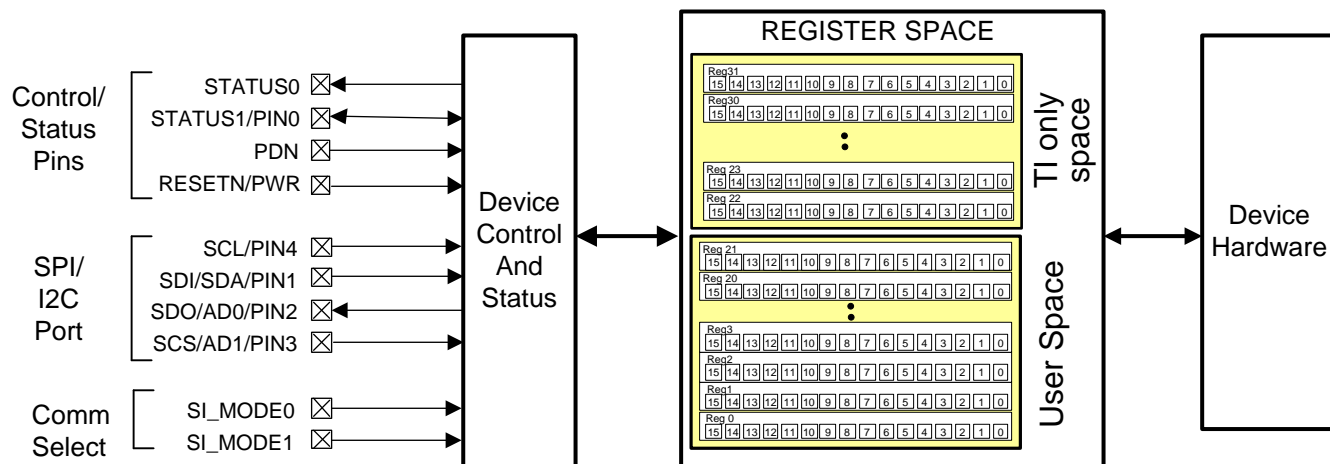 REGISTER SPACE
Control/
Status
Pins
STATUS0
STATUS1/PIN0
PDN
RESETN/PWR
SPI/
I2C
Port
SCL/PIN4
SDI/SDA/PIN1
SDO/AD0/PIN2
SCS/AD1/PIN3
Comm
Select
SI_MODE0
SI_MODE1
Device
Control
And
Status
Reg31
15 14 13 12 11 10 9 8 7 6 5 4 3 2 1 0
Reg30
15 14 13 12 11 10 9 8 7 6 5 4 3 2 1 0
Reg 23
15 14 13 12 11 10 9 8 7 6 5 4 3 2 1 0
Reg 22
15 14 13 12 11 10 9 8 7 6 5 4 3 2 1 0
TI only
space
Reg 21
15 14 13 12 11 10 9 8 7 6 5 4 3 2 1 0
Reg 20
15 14 13 12 11 10 9 8 7 6 5 4 3 2 1 0
Reg3
15 14 13 12 11 10 9 8 7 6 5 4 3 2 1 0
Reg2
15 14 13 12 11 10 9 8 7 6 5 4 3 2 1 0
Reg1
15 14 13 12 11 10 9 8 7 6 5 4 3 2 1 0
Reg 0
15 14 13 12 11 10 9 8 7 6 5 4 3 2 1 0
User Space
Device
Hardware